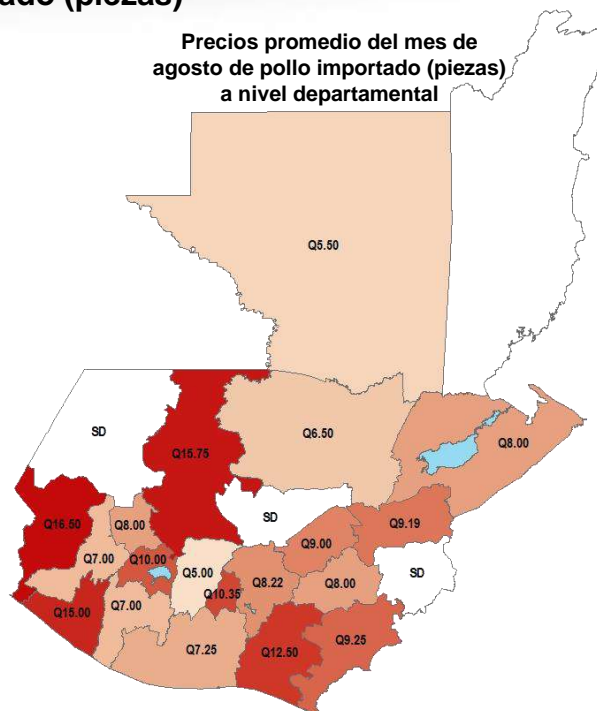 ado (piezas)
Precios promedio del mes de
agosto de pollo importado (piezas)
a nivel departamental
Q5.50
SD
Q15.75
Q6.50
Q8.00
SD
Q16.50
Q8.00
Q9.19
Q9.00
Q7.00
Q10.00
Q5.00
Q8.22
Q8.00
SD
Q10.35
Q15.00
Q7.00
Q7.25
Q12.50
Q9.25